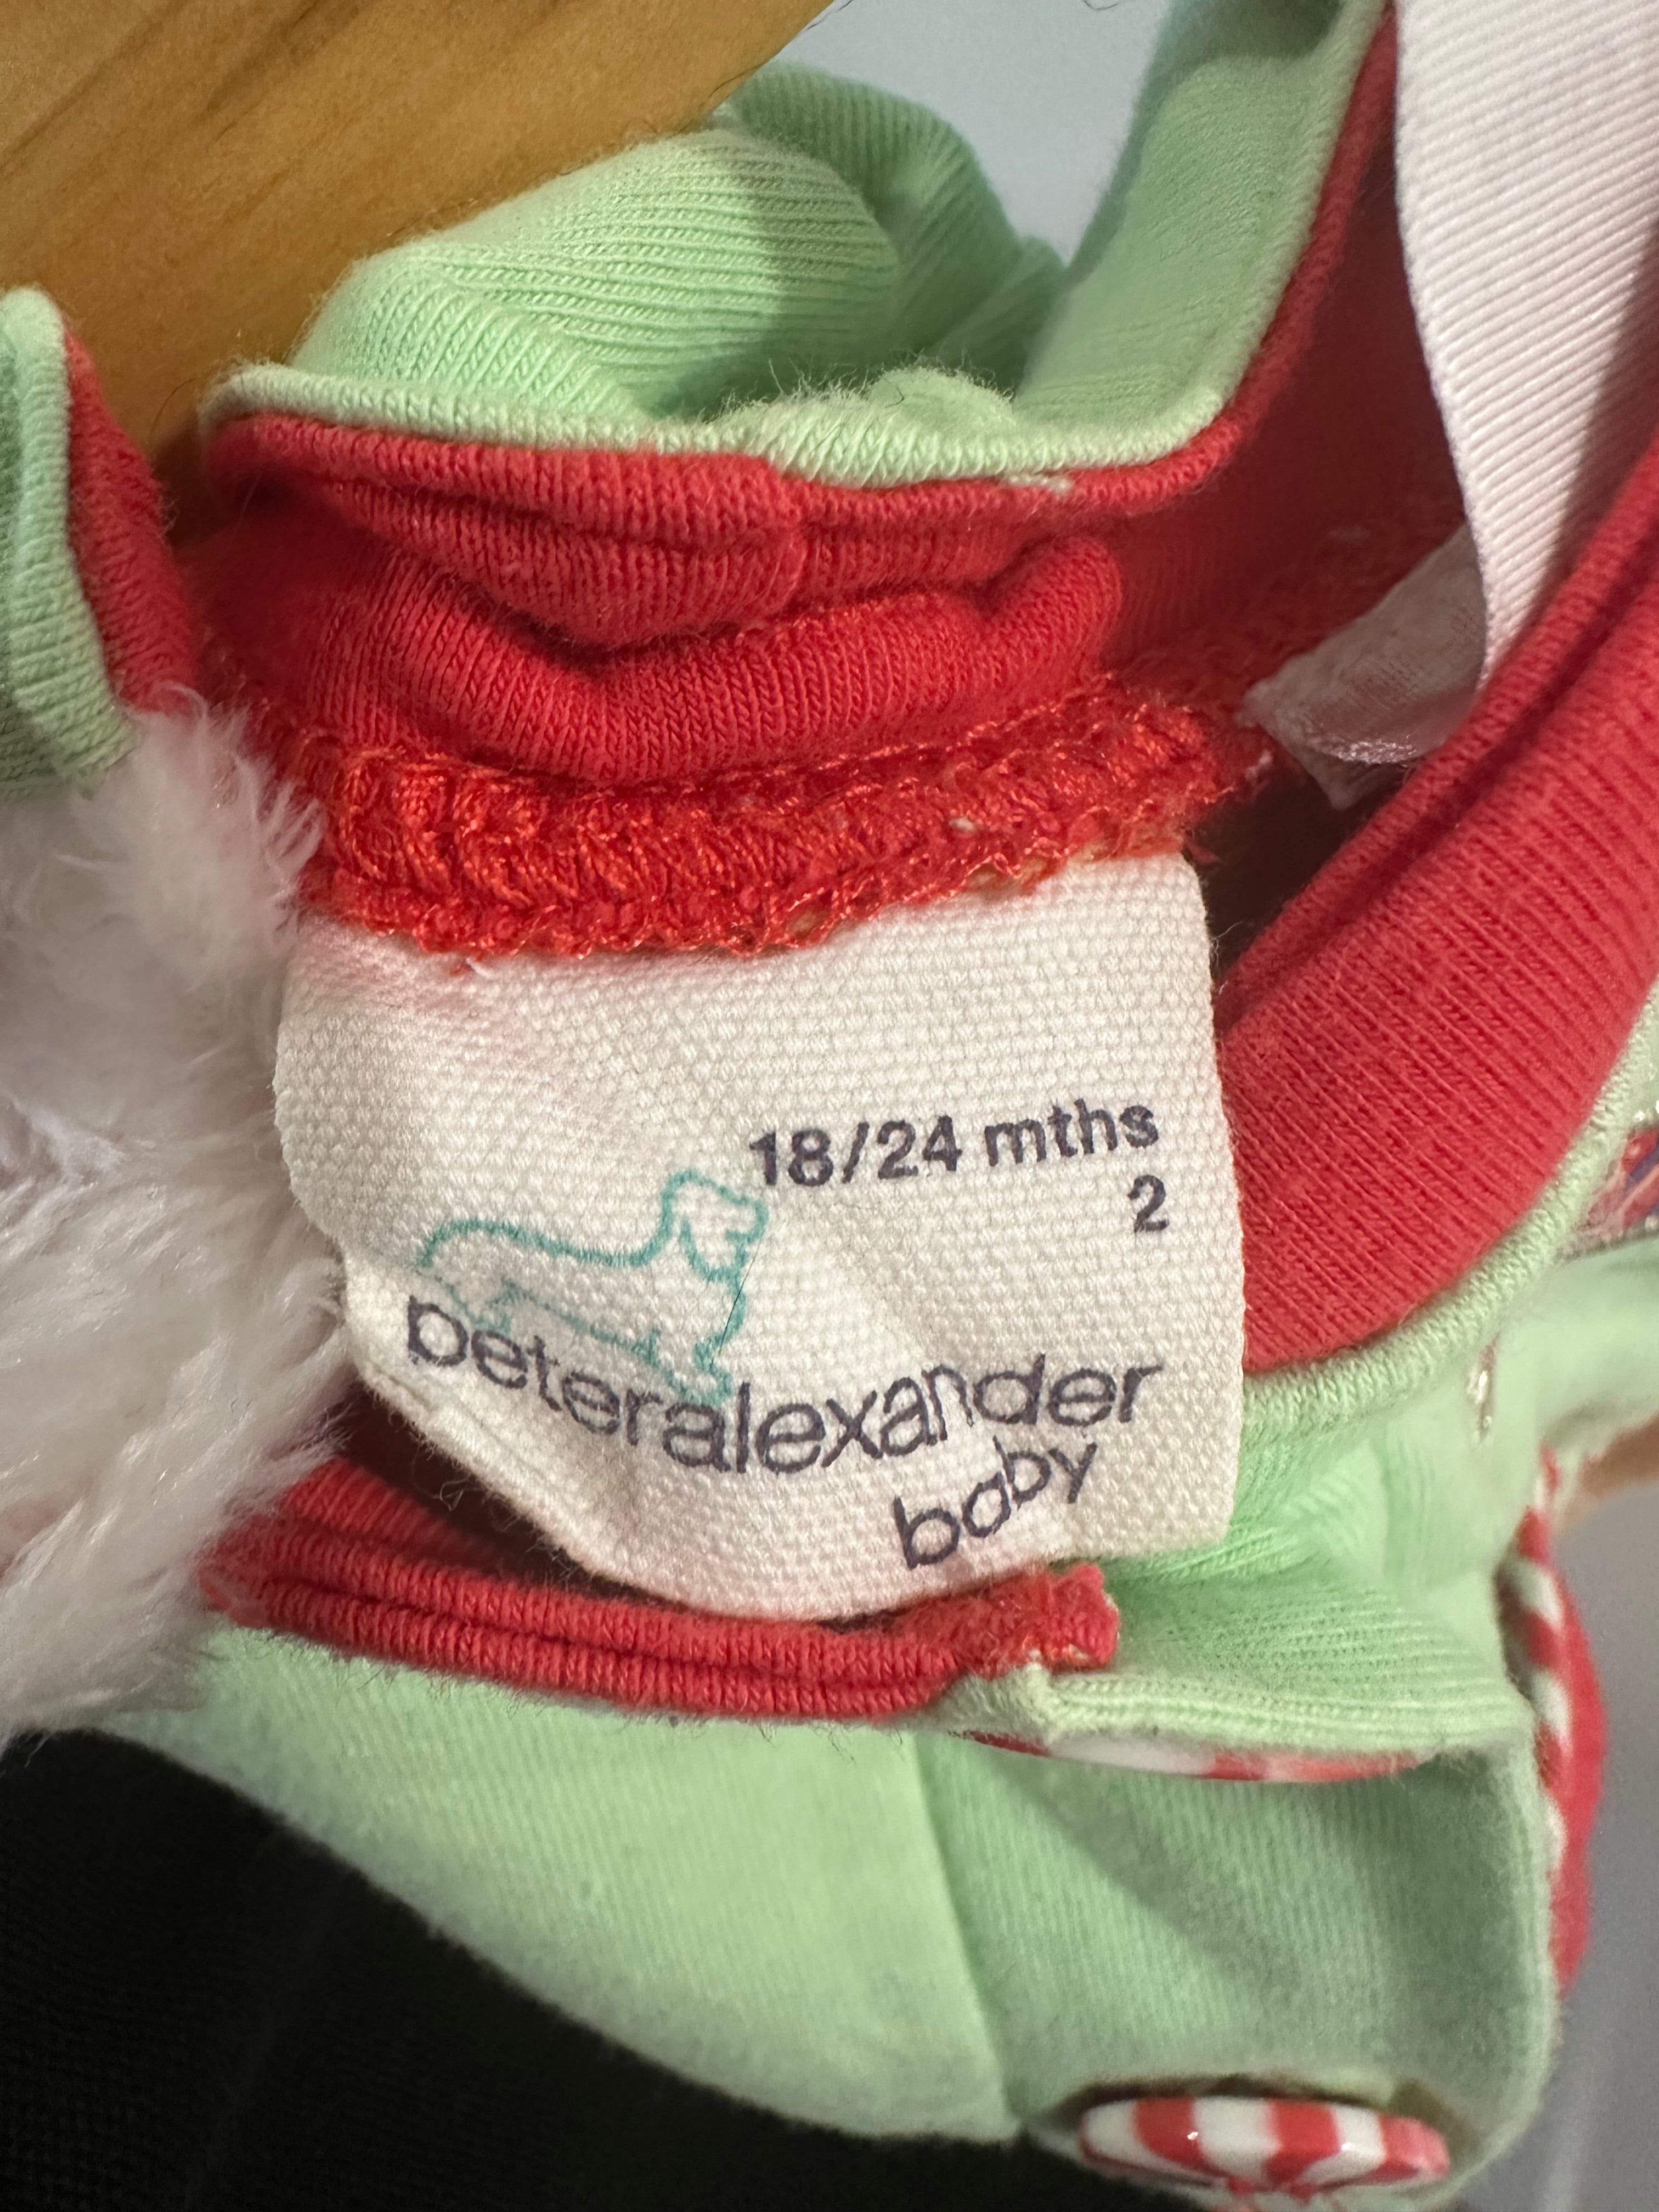 18/24 mths
2
peteralexander
baby